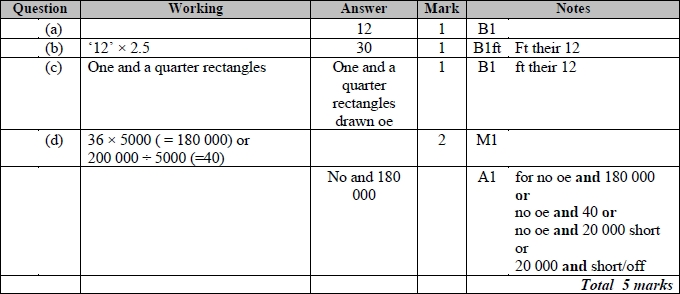 Question Working Answer Mark Notes
(a) 12 1 B1
(b) ‘12’ × 2.5 30 1 B1ft Ft their 12
(c) One and a quarter rectangles One and a 1 B1 ft their 12
quarter
rectangles
drawn oe
(d) 36 × 5000 ( = 180 000) or 2 M1
200 000 ÷ 5000 (=40)
No and 180 A1 for no oe and 180 000
000 or
no oe and 40 or
no oe and 20 000 short
or
20 000 and short/off
Total 5 marks